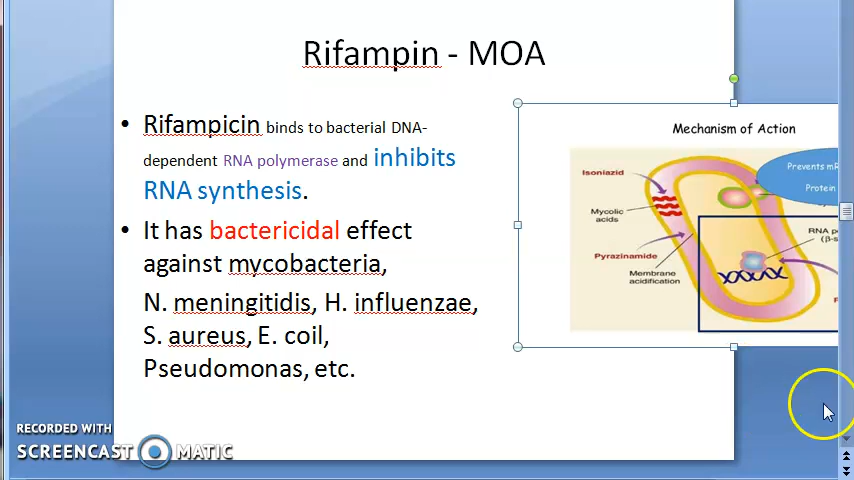 Rifampin - MOA
• Rifampicin binds to bacterial DNA-
dependent RNA polymerase and inhibits
RNA synthesis.
• It has bactericidal effect
against mycobacteria,
N. meningitidis, H. influenzae,
S. aureus, E. coil,
Pseudomonas, etc.
Mechanism of Action
Isoniazid
Mycolic
acids
Pyrazinamide
Membrane
acidification
Prevents mR
Protein
RNA po
(β-s
RECORDED WITH
SCREENCAST MATIC